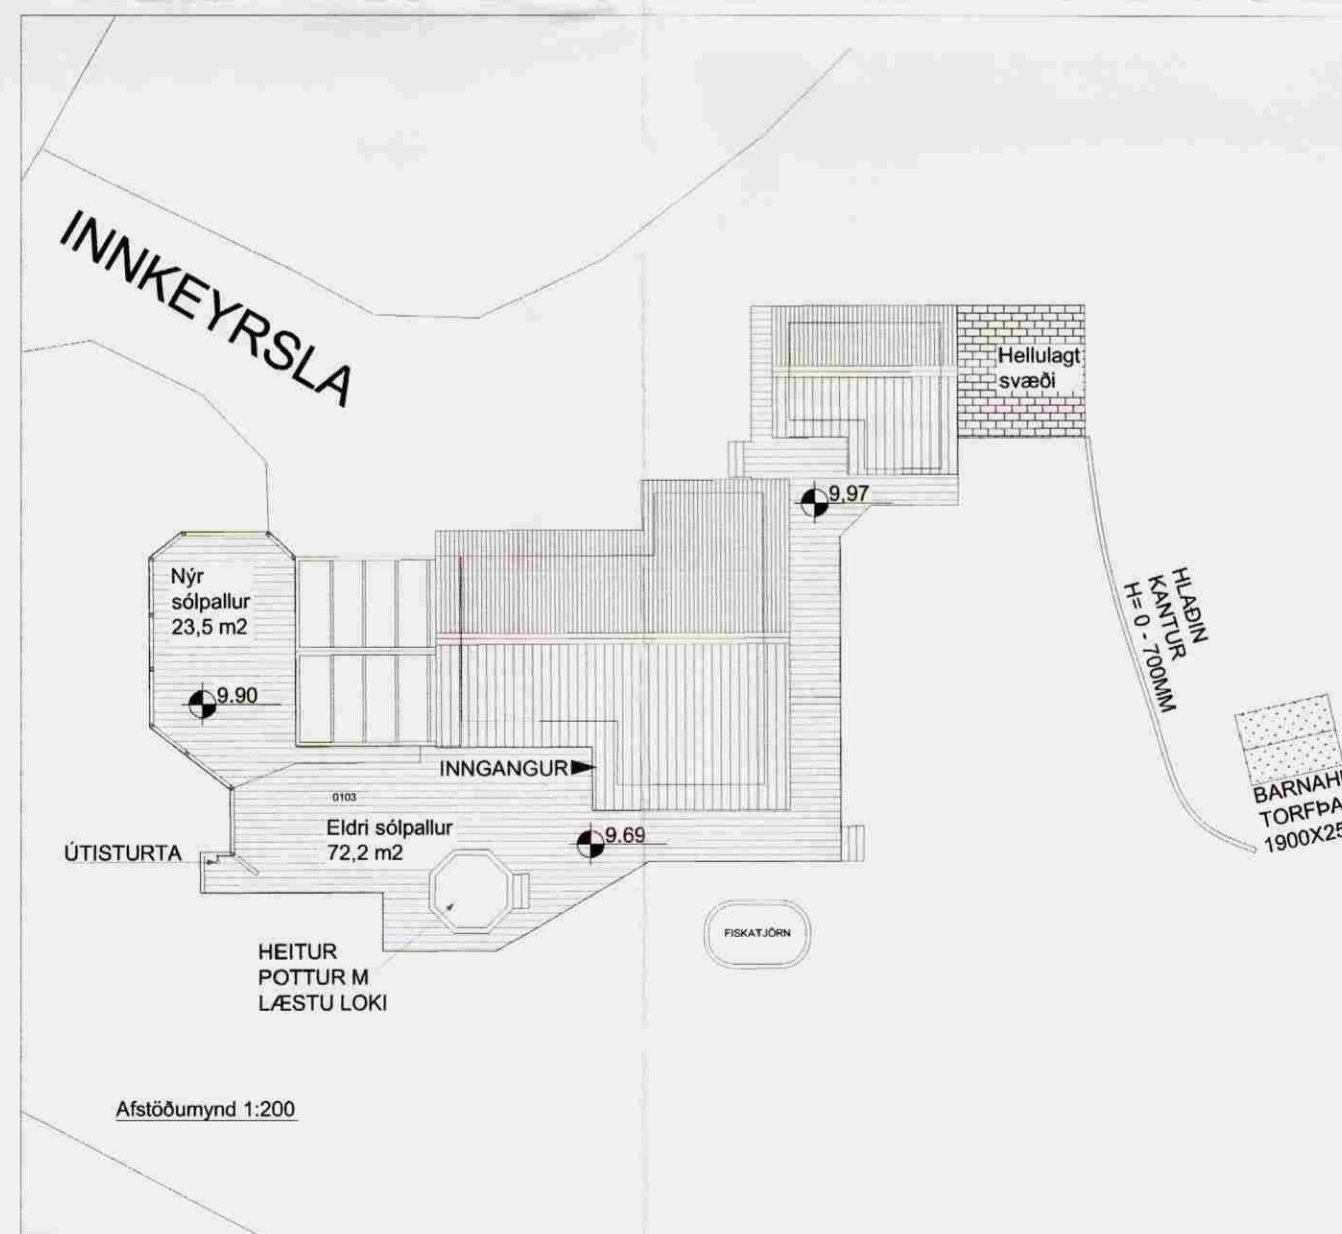 INNKEYRSLA
Hellulagt
svæði
9,97
Nýr
sólpallur
23,5 m2
9.90
HLAÐIN
KANTUR
H= 0 - 700MM
INNGANGUR
0103
Eldri sólpallur
72,2 m2
9.69
ÚTISTURTA
1900X25
FISKATJÖRN
HEITUR
POTTUR M
LÆSTU LOKI
Afstöðumynd 1:200